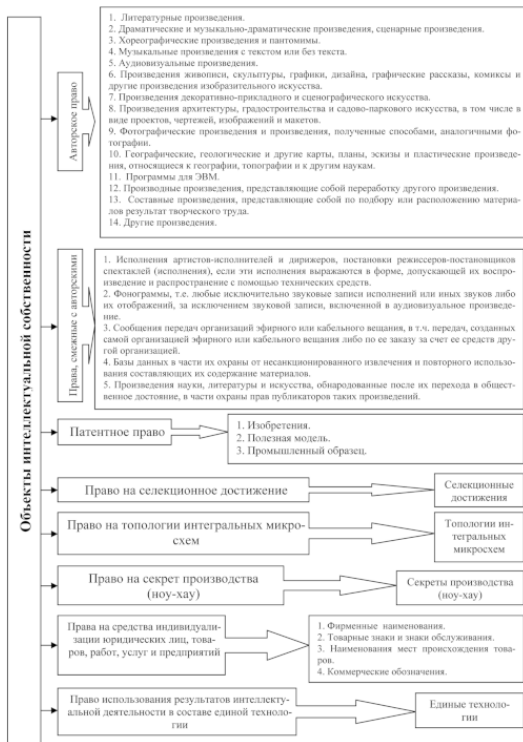 Объекты интеллектуальной собственности
Авторское право
1. Литературные произведения.
2. Драматические и музыкально-драматические произведения, сценарные произведения.
3. Хореографические произведения и пантомимы.
4. Музыкальные произведения с текстом или без текста.
5. Аудиовизуальные произведения.
6. Произведения живописи, скульптуры, графики, дизайна, графические рассказы, комиксы и
другие произведения изобразительного искусства.
7. Произведения декоративно-прикладного и сценографического искусства.
8. Произведения архитектуры, градостроительства и садово-паркового искусства, в том числе в
виде проектов, чертежей, изображений и макетов.
9. Фотографические произведения и произведения, полученные способами, аналогичными фо-
тографии.
10. Географические, геологические и другие карты, планы, эскизы и пластические произведе-
ния, относящиеся к географии, топографии и к другим наукам.
11. Программы для ЭВМ.
12. Производные произведения, представляющие собой переработку другого произведения.
13. Составные произведения, представляющие собой по подбору или расположению материа-
лов результат творческого труда.
14. Другие произведения.
Права, смежные с авторскими
1. Исполнения артистов-исполнителей и дирижеров, постановки режиссеров-постановщиков
спектаклей (исполнения), если эти исполнения выражаются в форме, допускающей их воспро-
изведение и распространение с помощью технических средств.
2. Фонограммы, т.е. любые исключительно звуковые записи исполнений или иных звуков либо
их отображений, за исключением звуковой записи, включенной в аудиовизуальное произведе-
ние.
3. Сообщения передач организаций эфирного или кабельного вещания, в т.ч. передач, созданных
самой организацией эфирного или кабельного вещания либо по ее заказу за счет ее средств дру-
гой организацией.
4. Базы данных в части их охраны от несанкционированного извлечения и повторного использо-
вания составляющих их содержание материалов.
5. Произведения науки, литературы и искусства, обнародованные после их перехода в общест-
венное достояние, в части охраны прав публикаторов таких произведений.
Патентное право
1. Изобретения.
2. Полезная модель.
3. Промышленный образец.
Право на селекционное достижение
Селекционные
достижения
Право на топологии интегральных микро-
схем
Топологии ин-
тегральных
микросхем
Право на секрет производства
(ноу-хау)
Секреты производства
(ноу-хау)
Права на средства индивидуали-
зации юридических лиц, това-
ров, работ, услуг и предприятий
1. Фирменные наименования.
2. Товарные знаки и знаки обслуживания.
3. Наименования мест происхождения това-
ров.
4. Коммерческие обозначения.
Право использования результатов интеллекту-
альной деятельности в составе единой техноло-
гии
Единые техноло-
гии